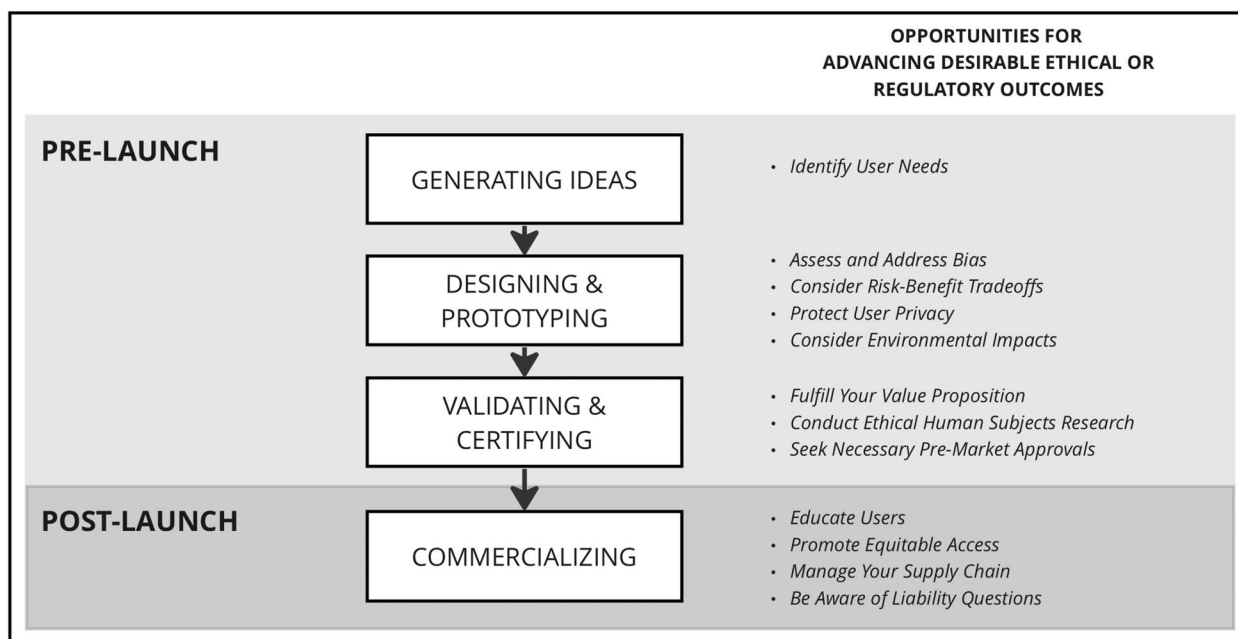 OPPORTUNITIES FOR
ADVANCING DESIRABLE ETHICAL OR
REGULATORY OUTCOMES
PRE-LAUNCH
GENERATING IDEAS
• Identify User Needs
DESIGNING &
PROTOTYPING
• Assess and Address Bias
• Consider Risk-Benefit Tradeoffs
• Protect User Privacy
• Consider Environmental Impacts
VALIDATING &
CERTIFYING
• Fulfill Your Value Proposition
• Conduct Ethical Human Subjects Research
• Seek Necessary Pre-Market Approvals
POST-LAUNCH
COMMERCIALIZING
• Educate Users
• Promote Equitable Access
• Manage Your Supply Chain
• Be Aware of Liability Questions